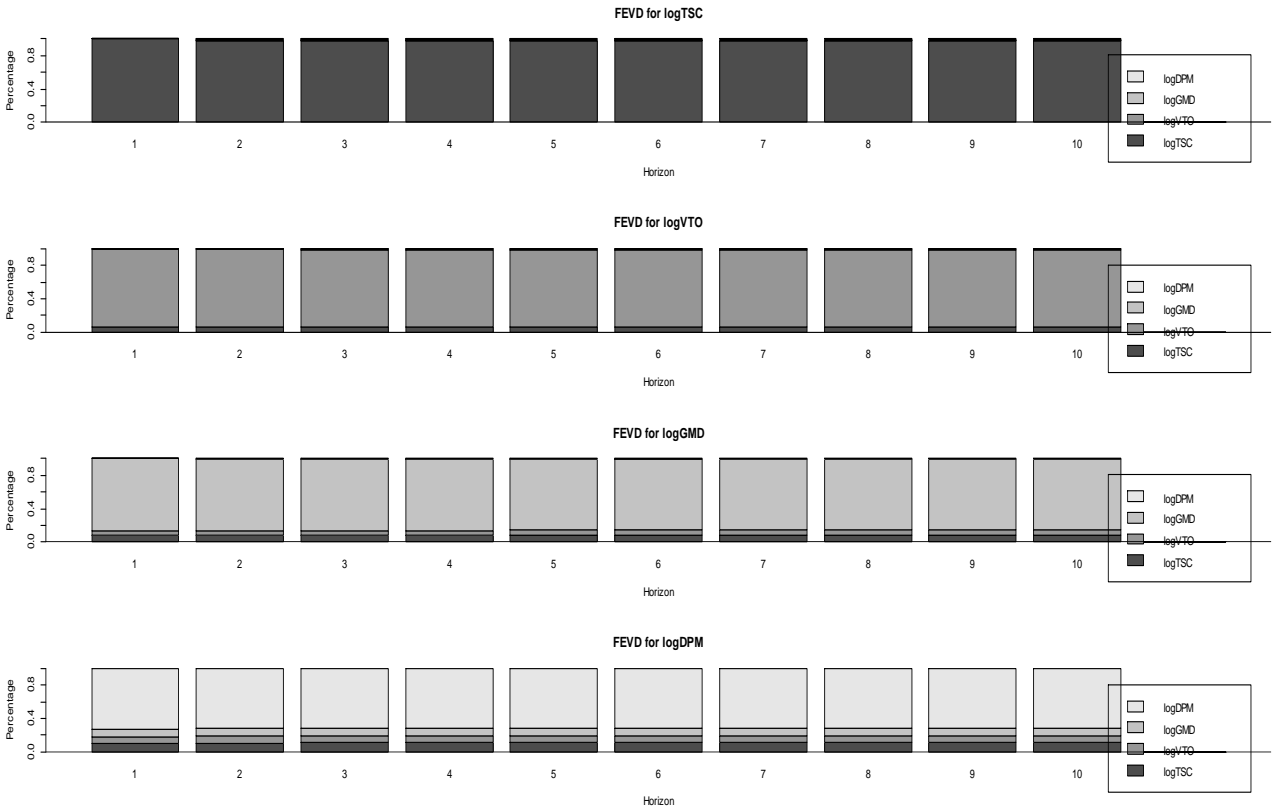 FEVD for logTSC
Percentage
0.8
0.4
0.0
1 2 3 4 5 6 7 8 9 10
Horizon
logDPM
logGMD
logVTO
logTSC
FEVD for logVTO
Percentage
0.8
0.4
0.0
1 2 3 4 5 6 7 8 9 10
Horizon
logDPM
logGMD
logVTO
logTSC
FEVD for logGMD
Percentage
0.8
0.4
0.0
1 2 3 4 5 6 7 8 9 10
Horizon
logDPM
logGMD
logVTO
logTSC
FEVD for logDPM
Percentage
0.8
0.4
0.0
1 2 3 4 5 6 7 8 9 10
Horizon
logDPM
logGMD
logVTO
logTSC